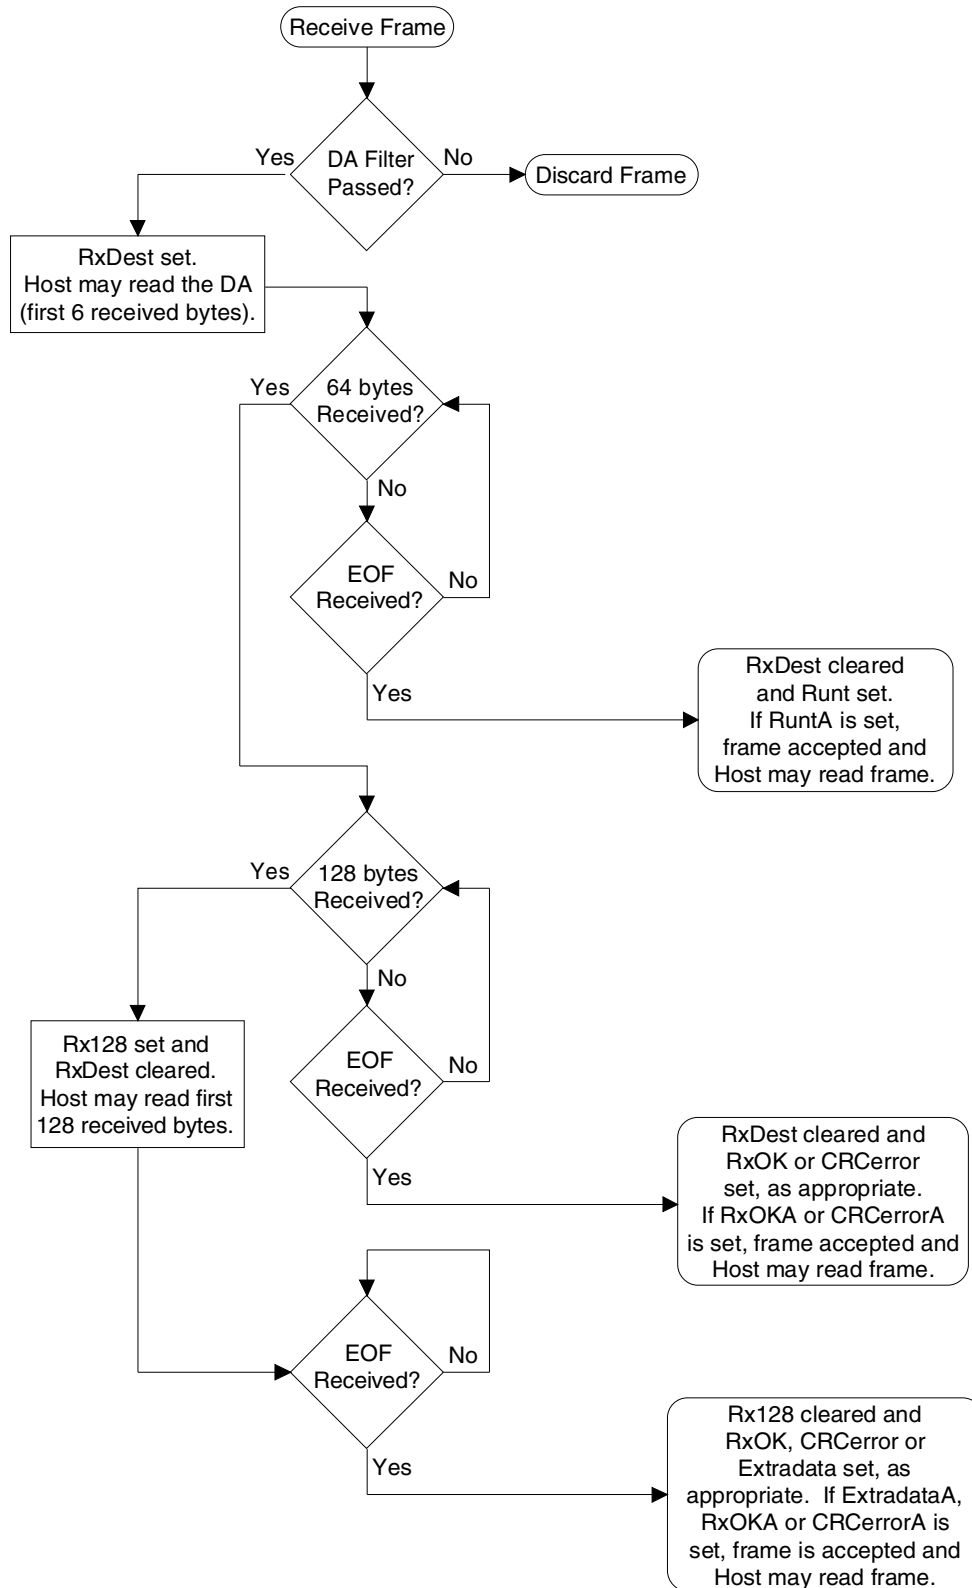 Receive Frame
Yes
DA Filter
Passed?
No
Discard Frame
RxDest set.
Host may read the DA
(first 6 received bytes).
Yes
64 bytes
Received?
No
EOF
Received?
No
Yes
RxDest cleared
and Runt set.
If RuntA is set,
frame accepted and
Host may read frame.
Yes
128 bytes
Received?
No
Rx128 set and
RxDest cleared.
Host may read first
128 received bytes.
EOF
Received?
No
Yes
RxDest cleared and
RxOK or CRCerror
set, as appropriate.
If RxOKA or CRCerrorA
is set, frame accepted and
Host may read frame.
EOF
Received?
No
Yes
Rx128 cleared and
RxOK, CRCerror or
Extradata set, as
appropriate.  If ExtradataA,
RxOKA or CRCerrorA is
set, frame is accepted and
Host may read frame.